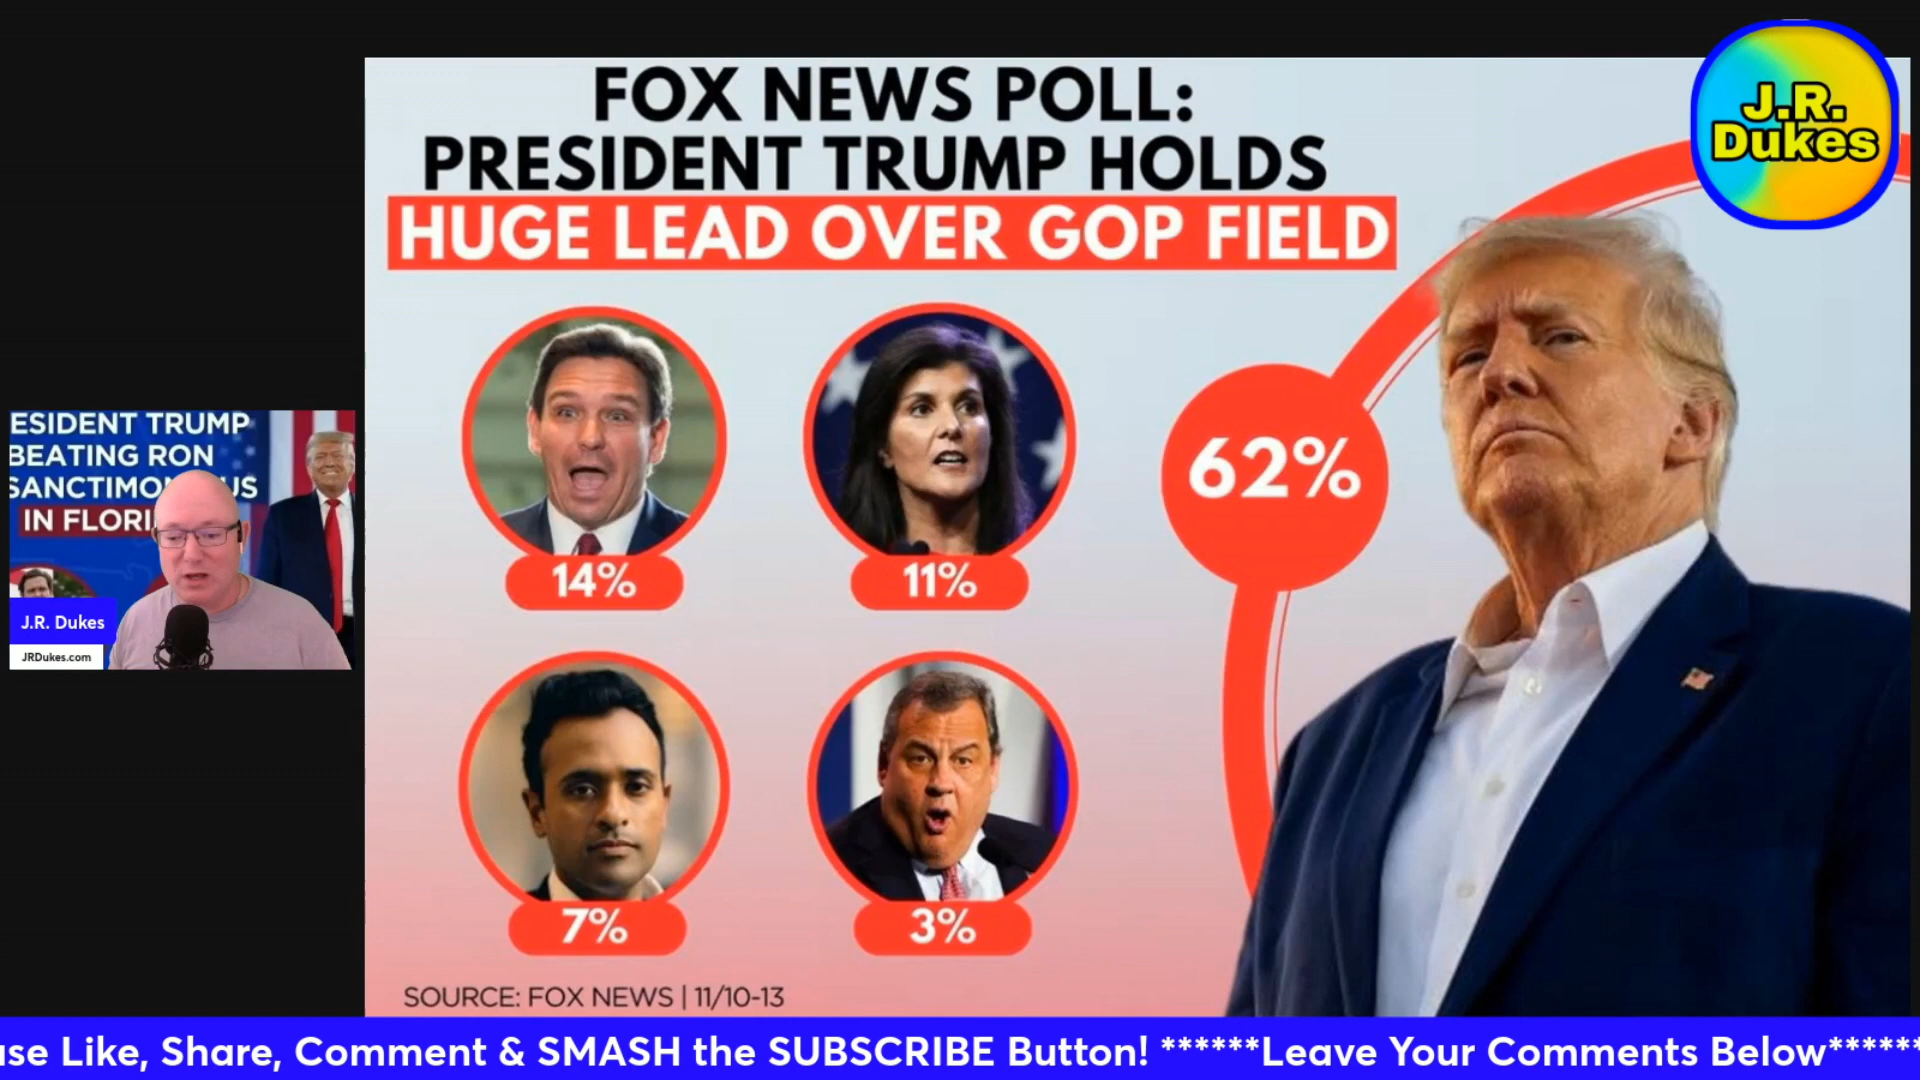 FOX NEWS POLL:
PRESIDENT TRUMP HOLDS
HUGE LEAD OVER GOP FIELD
J.R.
Dukes
62%
14%
11%
7%
3%
SOURCE: FOX NEWS | 11/10-13
ESIDENT TRUMP
BEATING RON
SANCTIMO US
IN FLORI
J.R. Dukes
JRDukes.com
se Like, Share, Comment & SMASH the SUBSCRIBE Button! ******Leave Your Comments Below******